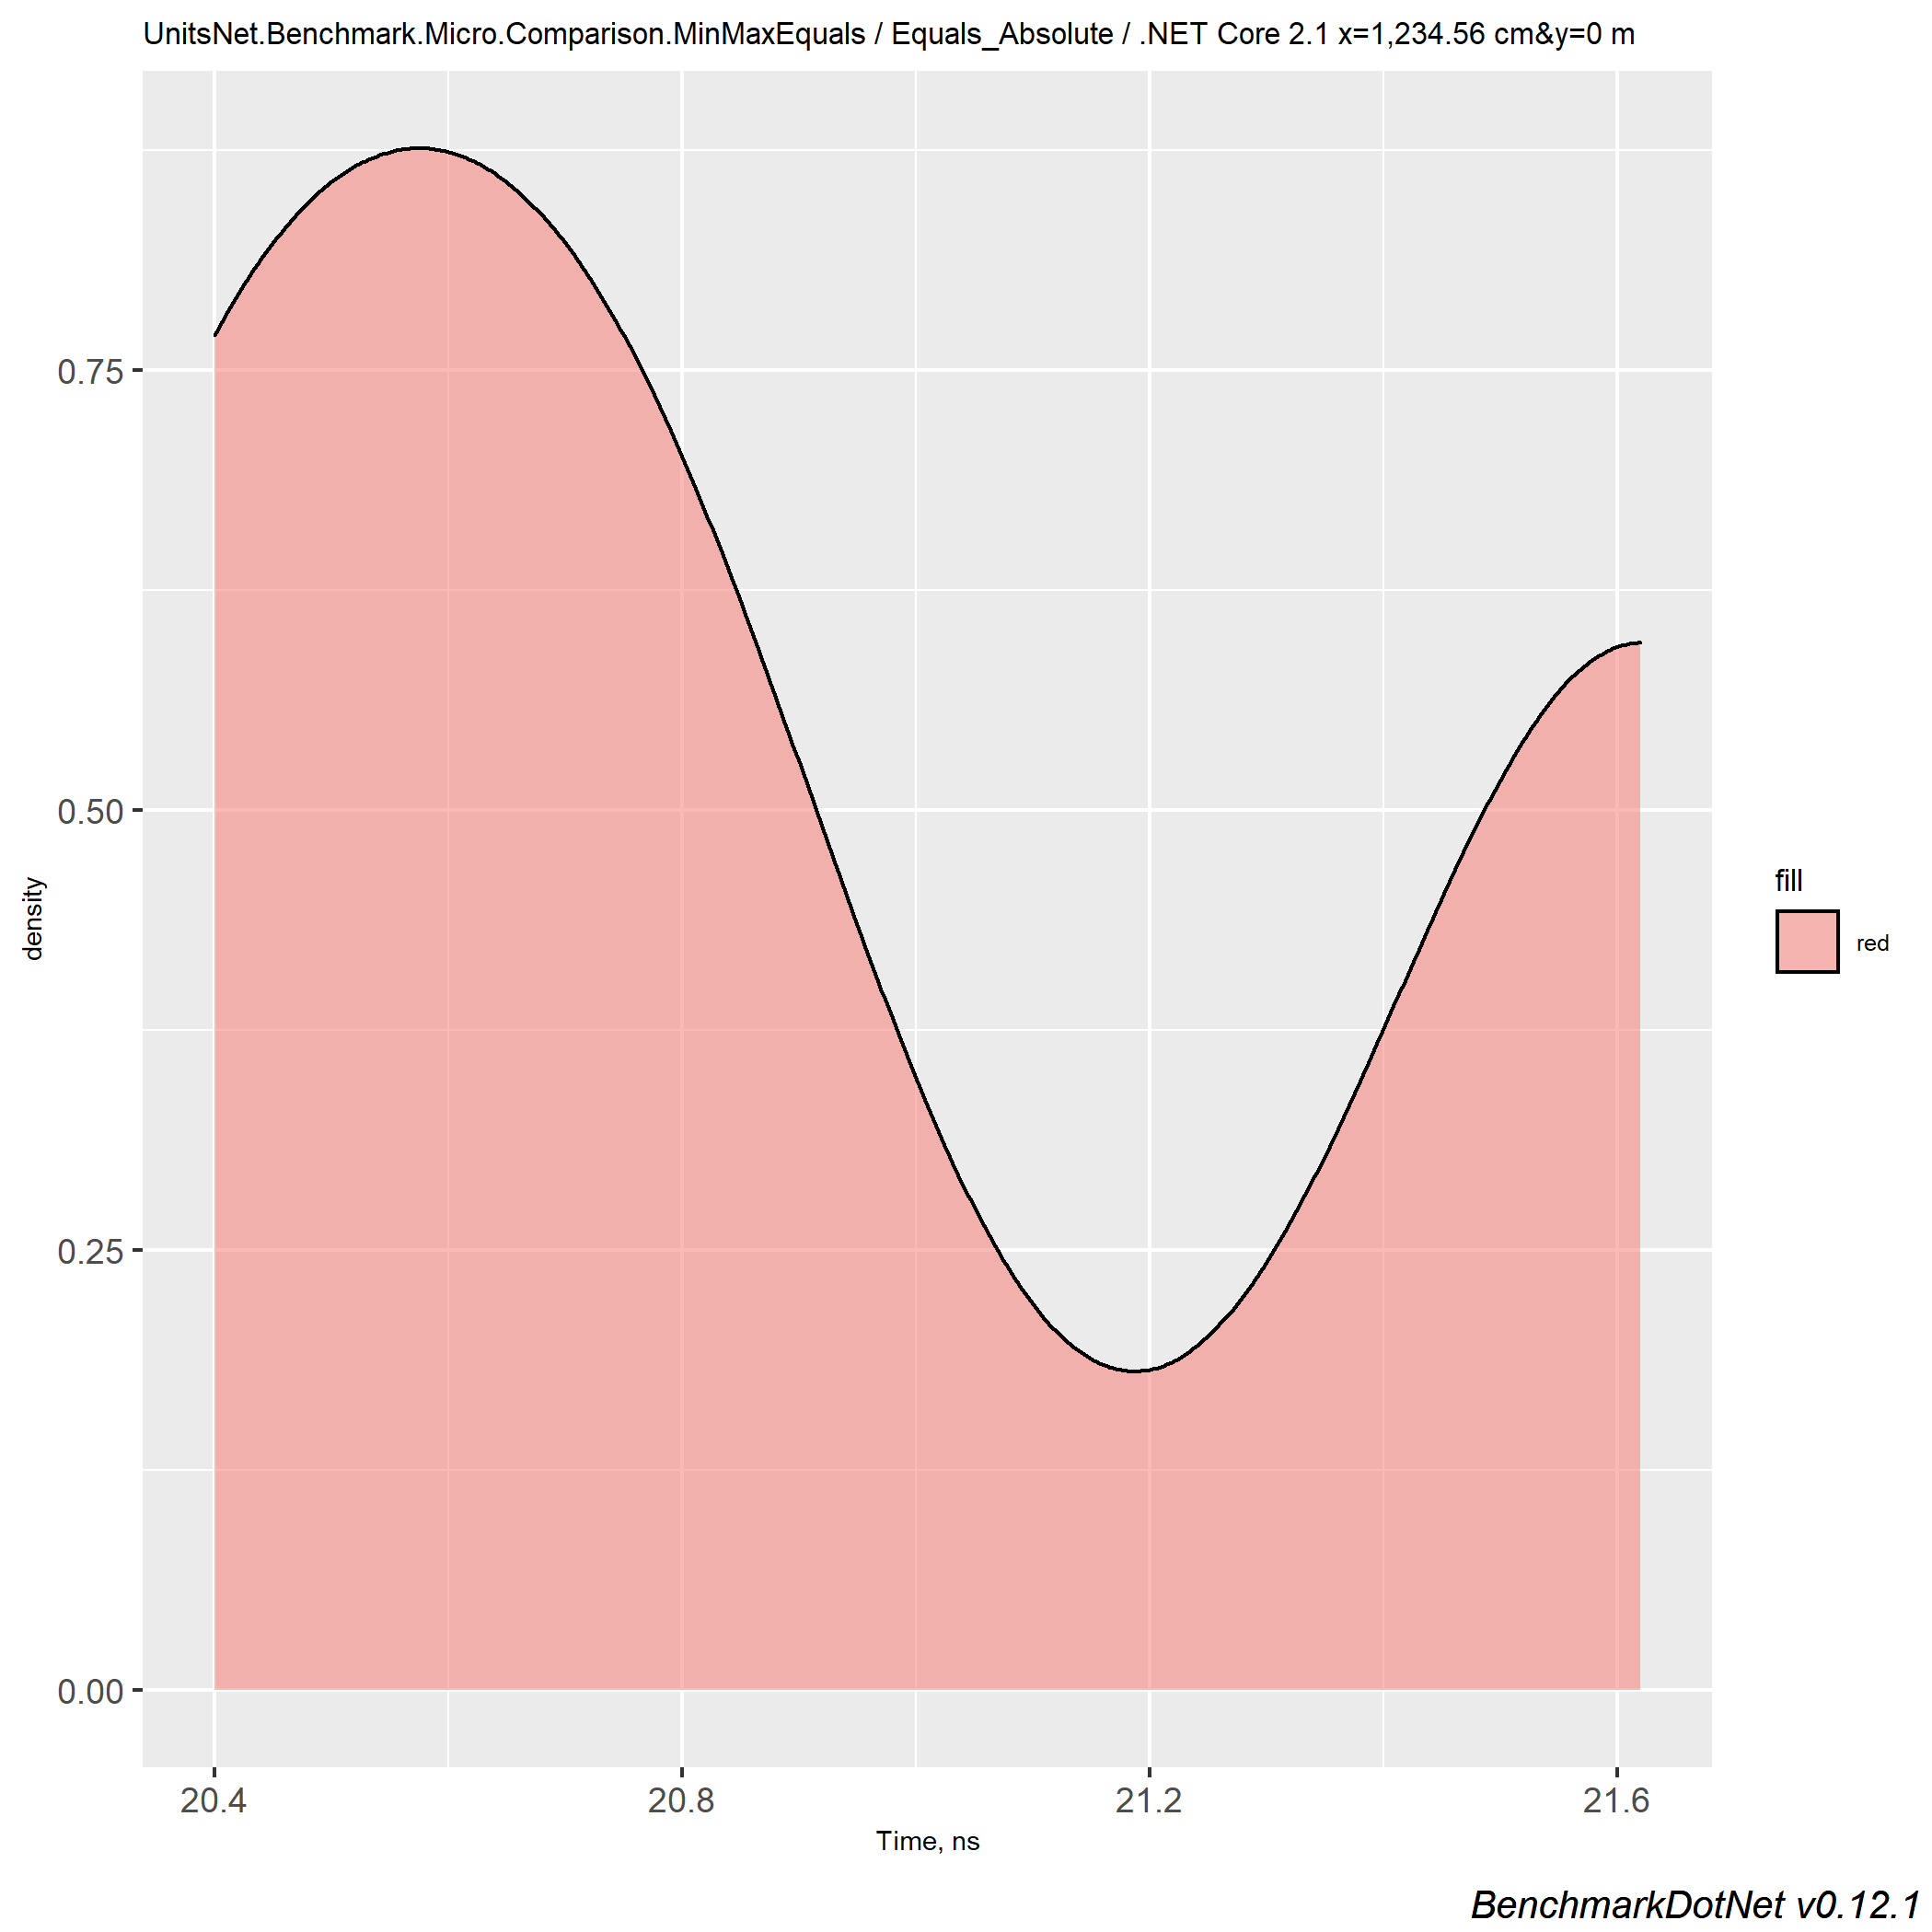 UnitsNet.Benchmark.Micro.Comparison.MinMaxEquals / Equals_Absolute / .NET Core 2.1 x=1,234.56 cm&y=0 m
0.75
0.50
0.25
0.00
density
20.4 20.8 21.2 21.6
Time, ns
fill
red
BenchmarkDotNet v0.12.1